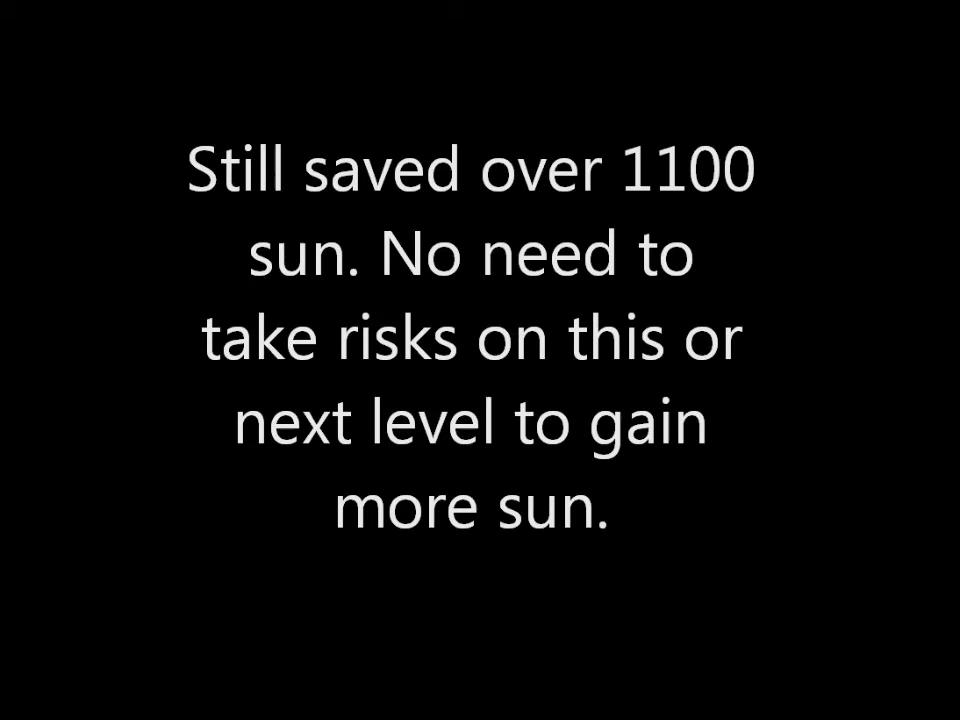 Still saved over 1100
sun. No need to
take risks on this or
next level to gain
more sun.